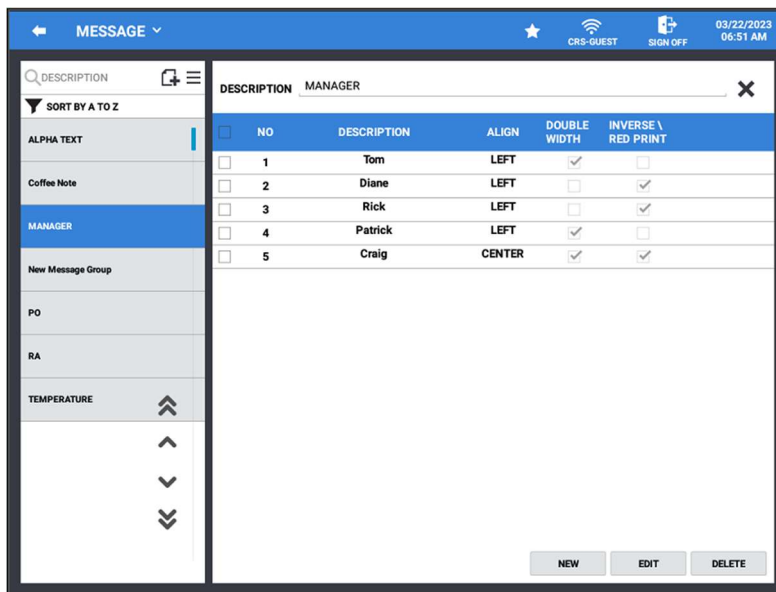 MESSAGE
CRS-GUEST
SIGN OFF
03/22/2023
06:51 AM
DESCRIPTION
SORT BY A TO Z
ALPHA TEXT
Coffee Note
MANAGER
New Message Group
PO
RA
TEMPERATURE
DESCRIPTION MANAGER
NO DESCRIPTION ALIGN DOUBLE WIDTH INVERSE \ RED PRINT
1 Tom LEFT
2 Diane LEFT
3 Rick LEFT
4 Patrick LEFT
5 Craig CENTER
NEW EDIT DELETE